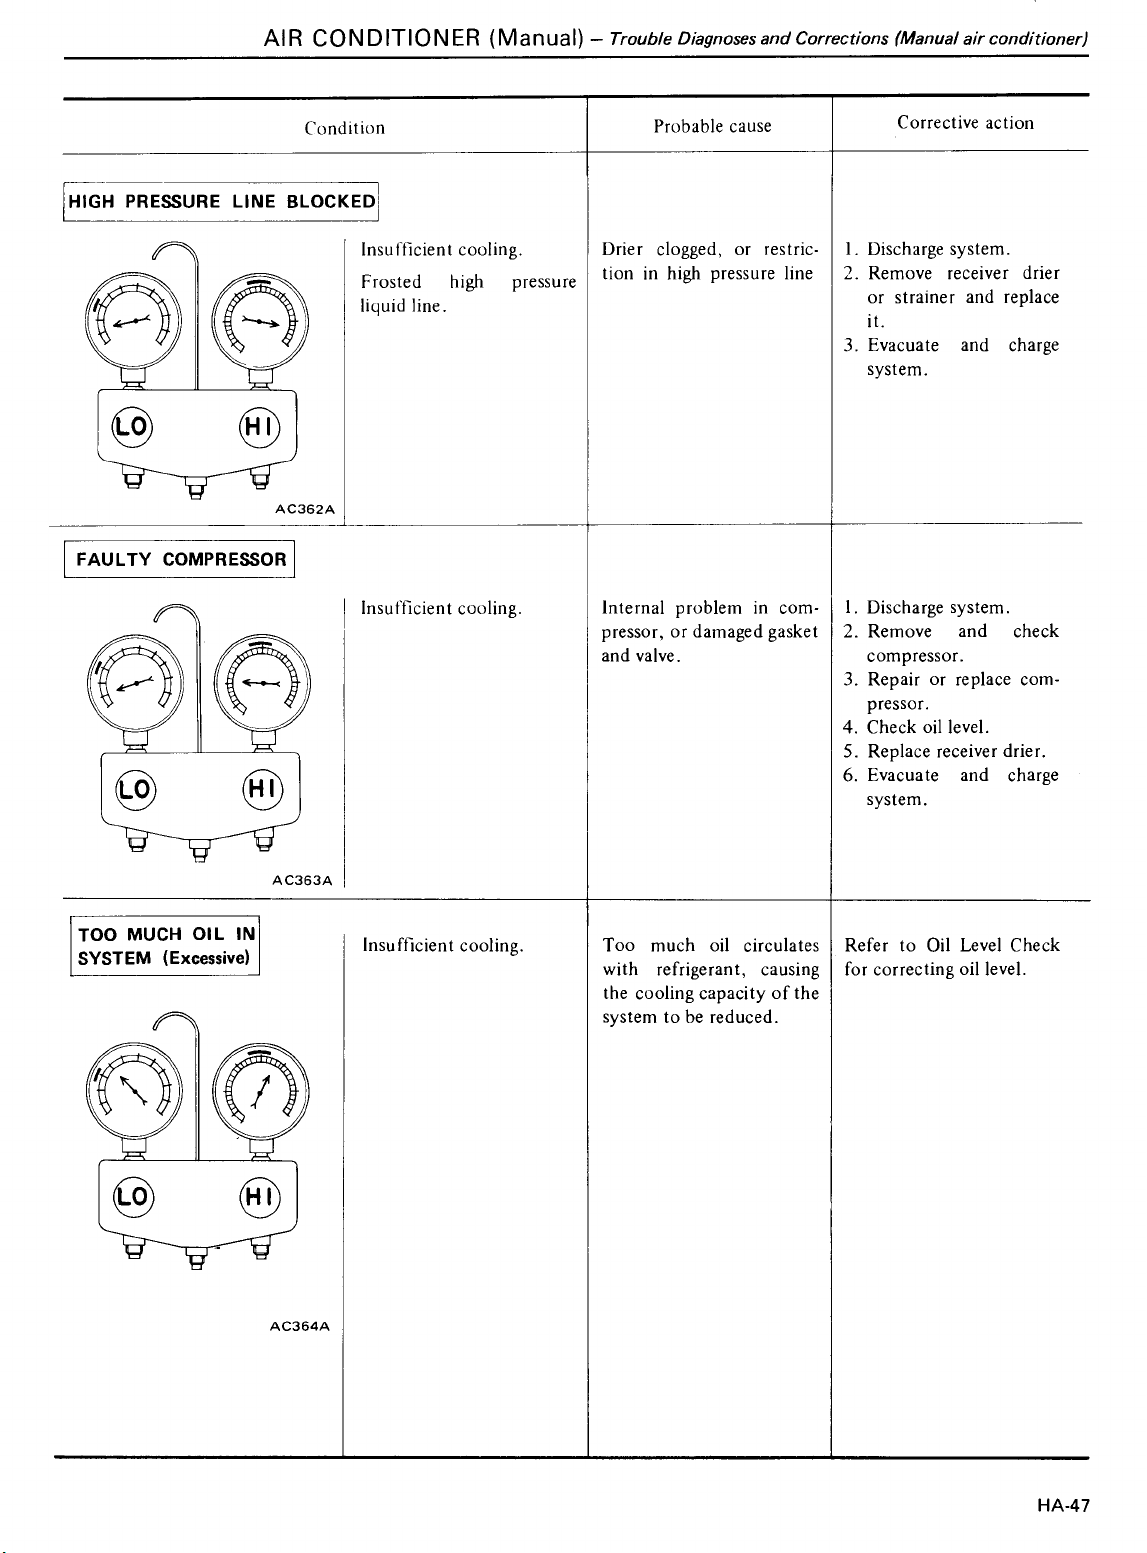 AIR CONDITIONER (Manual) – Trouble Diagnoses and Corrections (Manual air conditioner)
Condition
Probable cause
Corrective action
HIGH PRESSURE LINE BLOCKED
LO
HI
AC362A
Insufficient cooling.
Frosted high pressure
liquid line.
Drier clogged, or restric-
tion in high pressure line
1. Discharge system.
2. Remove receiver drier
or strainer and replace
it.
3. Evacuate and charge
system.
FAULTY COMPRESSOR
LO
HI
AC363A
Insufficient cooling.
Internal problem in com-
pressor, or damaged gasket
and valve.
1. Discharge system.
2. Remove and check
compressor.
3. Repair or replace com-
pressor.
4. Check oil level.
5. Replace receiver drier.
6. Evacuate and charge
system.
TOO MUCH OIL IN
SYSTEM (Excessive)
LO
HI
AC364A
Insufficient cooling.
Too much oil circulates
with refrigerant, causing
the cooling capacity of the
system to be reduced.
Refer to Oil Level Check
for correcting oil level.
HA-47